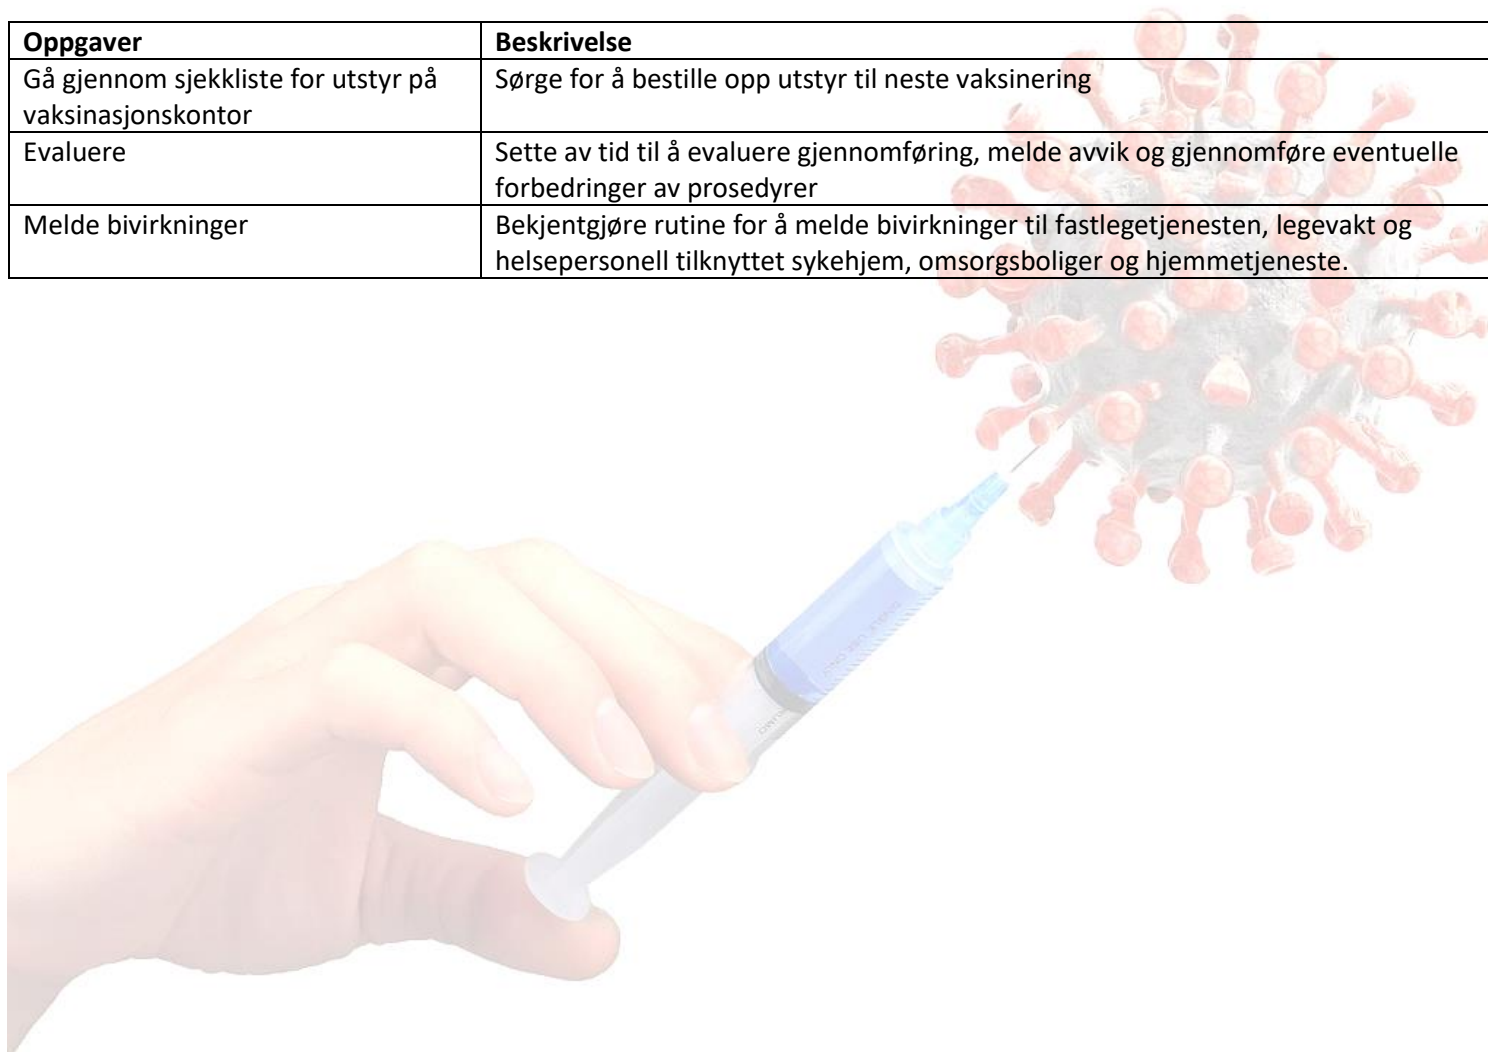 Oppgaver Beskrivelse
Gå gjennom sjekkliste for utstyr på Sørge for å bestille opp utstyr til neste vaksinering
vaksinasjonskontor
Evaluere Sette av tid til å evaluere gjennomføring, melde avvik og gjennomføre eventuelle
forbedringer av prosedyrer
Melde bivirkninger Bekjentgjøre rutine for å melde bivirkninger til fastlegetjenesten, legevakt og
helsepersonell tilknyttet sykehjem, omsorgsboliger og hjemmetjeneste.